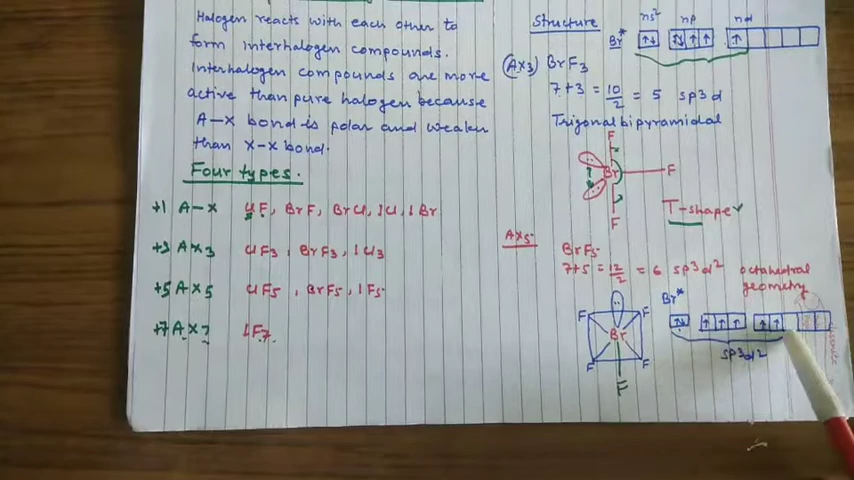 Halogen reacts with each other to
form interhalogen compounds.
Interhalogen compounds are more
active than pure halogen because
A-X bond is polar and weaker
than X-X bond.
Four types.
+1 A-X ClF, BrF, BrCl, ICl, IBr
+3 AX3 ClF3, BrF3, ICl3
+5 AX5 ClF5, BrF5, IF5
+7 AX7 IF7
Structure
ns² np nd
Br*
(AX3) BrF3
7+3 = 10/2 = 5 sp3d
Trigonal bipyramidal
F
Br F
F
T-shape ✓
AX5
BrF5
7+5 = 12/2 = 6 sp3d² octahedral
geometry
Br*
F F
Br
F F
F
sp3d²